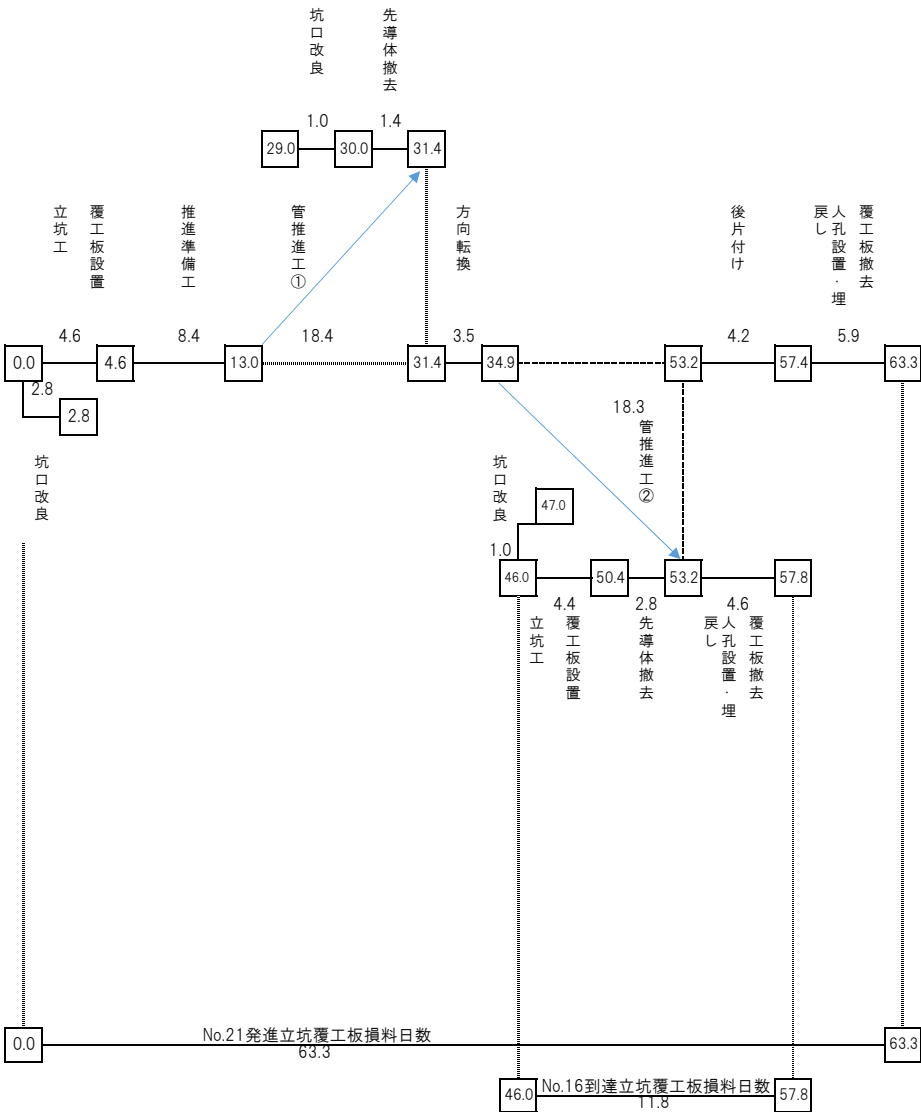 坑口改良
先導体撤去
1.0
1.4
29.0
30.0
31.4
立坑工
覆工板設置
推進準備工
管推進工①
方向転換
後片付け
人孔設置・埋戻し
覆工板撤去
4.6
8.4
18.4
3.5
4.2
5.9
0.0
4.6
13.0
31.4
34.9
53.2
57.4
63.3
2.8
2.8
坑口改良
18.3
管推進工②
坑口改良
47.0
1.0
46.0
50.4
53.2
57.8
4.4
2.8
4.6
立坑工
覆工板設置
先導体撤去
人孔設置・埋戻し
覆工板撤去
0.0
No.21発進立坑覆工板損料日数
63.3
63.3
46.0
No.16到達立坑覆工板損料日数
11.8
57.8